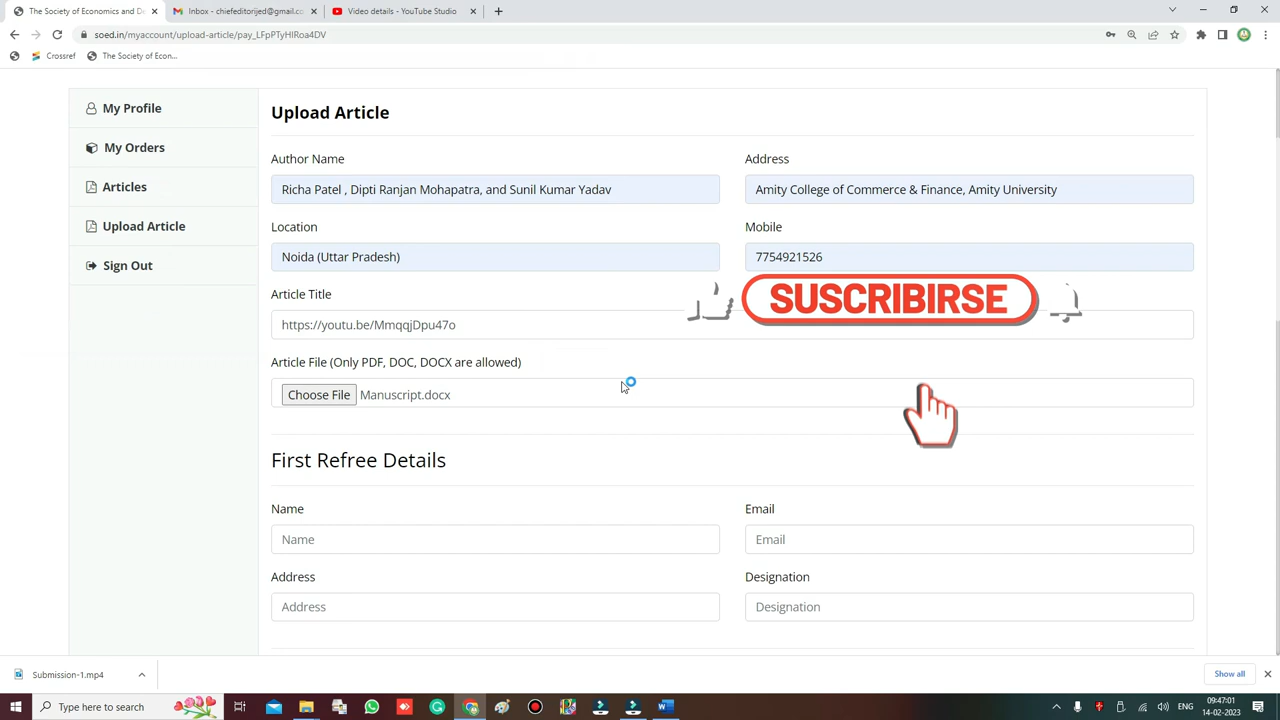 The Society of Economics and De
Inbox - chiefeditorijed@gmail.co
Video details - YouTube Studio
soed.in/myaccount/upload-article/pay_LFpPTyHIRoa4DV
Crossref
The Society of Econ...
My Profile
My Orders
Articles
Upload Article
Sign Out
Upload Article
Author Name
Address
Richa Patel , Dipti Ranjan Mohapatra, and Sunil Kumar Yadav
Amity College of Commerce & Finance, Amity University
Location
Mobile
Noida (Uttar Pradesh)
7754921526
Article Title
SUSCRIBIRSE
https://youtu.be/MmqqjDpu47o
Article File (Only PDF, DOC, DOCX are allowed)
Choose File Manuscript.docx
First Refree Details
Name
Email
Name
Email
Address
Designation
Address
Designation
Submission-1.mp4
Show all
Type here to search
ENG
09:47:01
14-02-2023